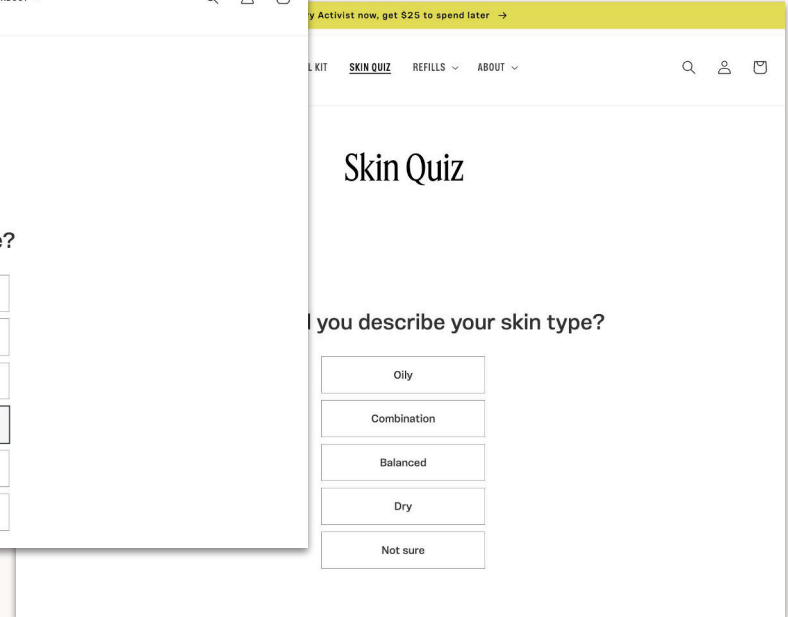 Activist now, get $25 to spend later →
KIT SKIN QUIZ REFILLS ABOUT
Skin Quiz
you describe your skin type?
Oily
Combination
Balanced
Dry
Not sure